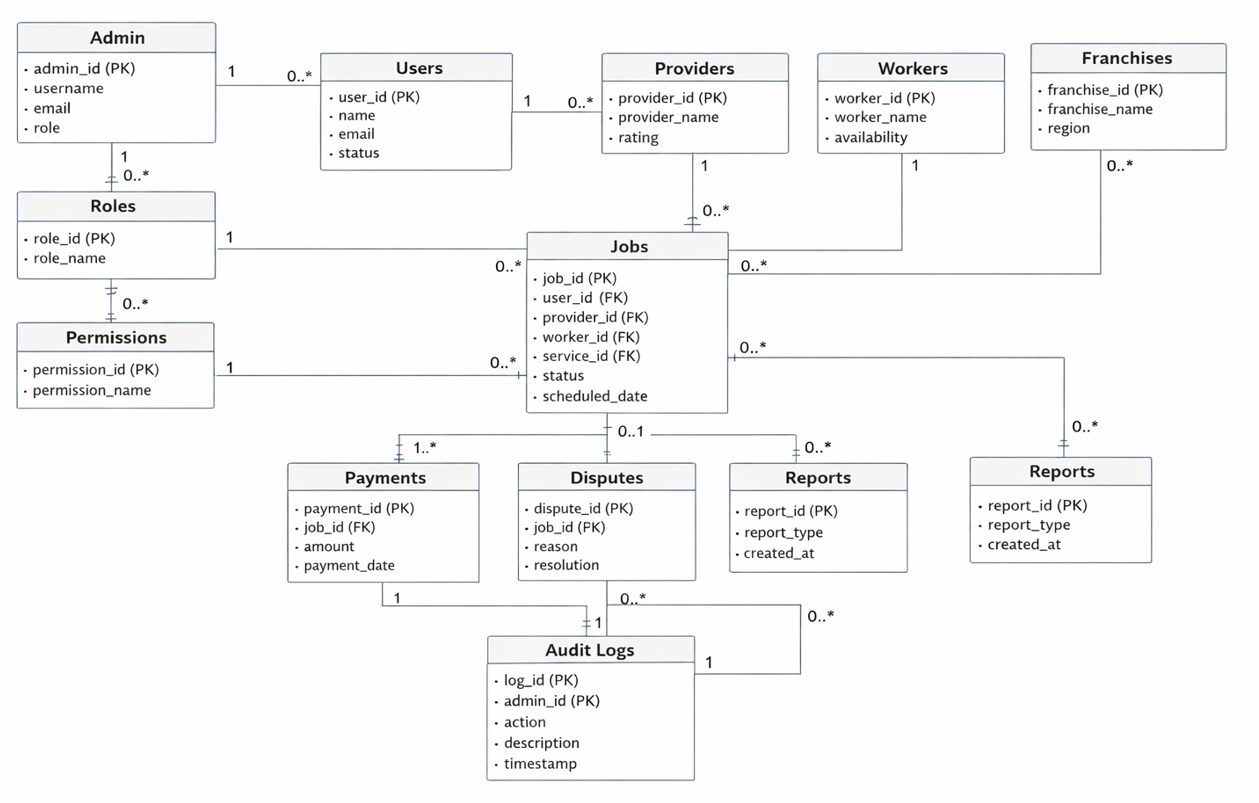 Admin
· admin_id (PK)
· username
· email
· role
1
0..*
Users
· user_id (PK)
· name
· email
· status
1
0..*
Providers
· provider_id (PK)
· provider_name
· rating
Workers
· worker_id (PK)
· worker_name
· availability
Franchises
· franchise_id (PK)
· franchise_name
· region
1
0..*
1
0..*
1
0..*
Roles
· role_id (PK)
· role_name
1
0..*
0..*
Jobs
· job_id (PK)
· user_id (FK)
· provider_id (FK)
· worker_id (FK)
· service_id (FK)
· status
· scheduled_date
0..*
Permissions
· permission_id (PK)
· permission_name
1
0..*
0..*
0..*
0..1
1..*
0..*
Payments
· payment_id (PK)
· job_id (FK)
· amount
· payment_date
Disputes
· dispute_id (PK)
· job_id (FK)
· reason
· resolution
Reports
· report_id (PK)
· report_type
· created_at
Reports
· report_id (PK)
· report_type
· created_at
1
0..*
0..*
1
1
Audit Logs
· log_id (PK)
· admin_id (PK)
· action
· description
· timestamp